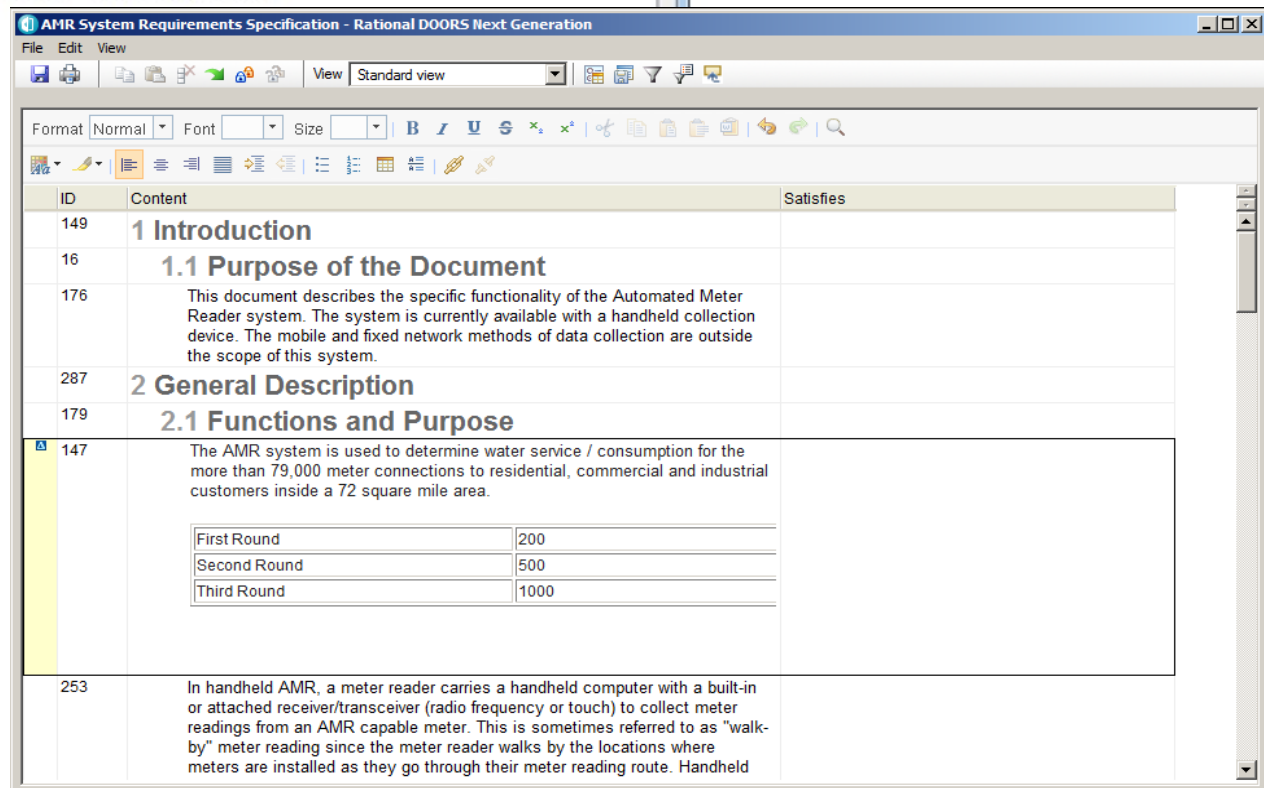 AMR System Requirements Specification - Rational DOORS Next Generation
File Edit View
View Standard view
Format Normal Font Size B I U S ×₂ ×²
ID Content Satisfies
149 1 Introduction
16 1.1 Purpose of the Document
176 This document describes the specific functionality of the Automated Meter
Reader system. The system is currently available with a handheld collection
device. The mobile and fixed network methods of data collection are outside
the scope of this system.
287 2 General Description
179 2.1 Functions and Purpose
147 The AMR system is used to determine water service / consumption for the
more than 79,000 meter connections to residential, commercial and industrial
customers inside a 72 square mile area.
First Round 200
Second Round 500
Third Round 1000
253 In handheld AMR, a meter reader carries a handheld computer with a built-in
or attached receiver/transceiver (radio frequency or touch) to collect meter
readings from an AMR capable meter. This is sometimes referred to as "walk-
by" meter reading since the meter reader walks by the locations where
meters are installed as they go through their meter reading route. Handheld